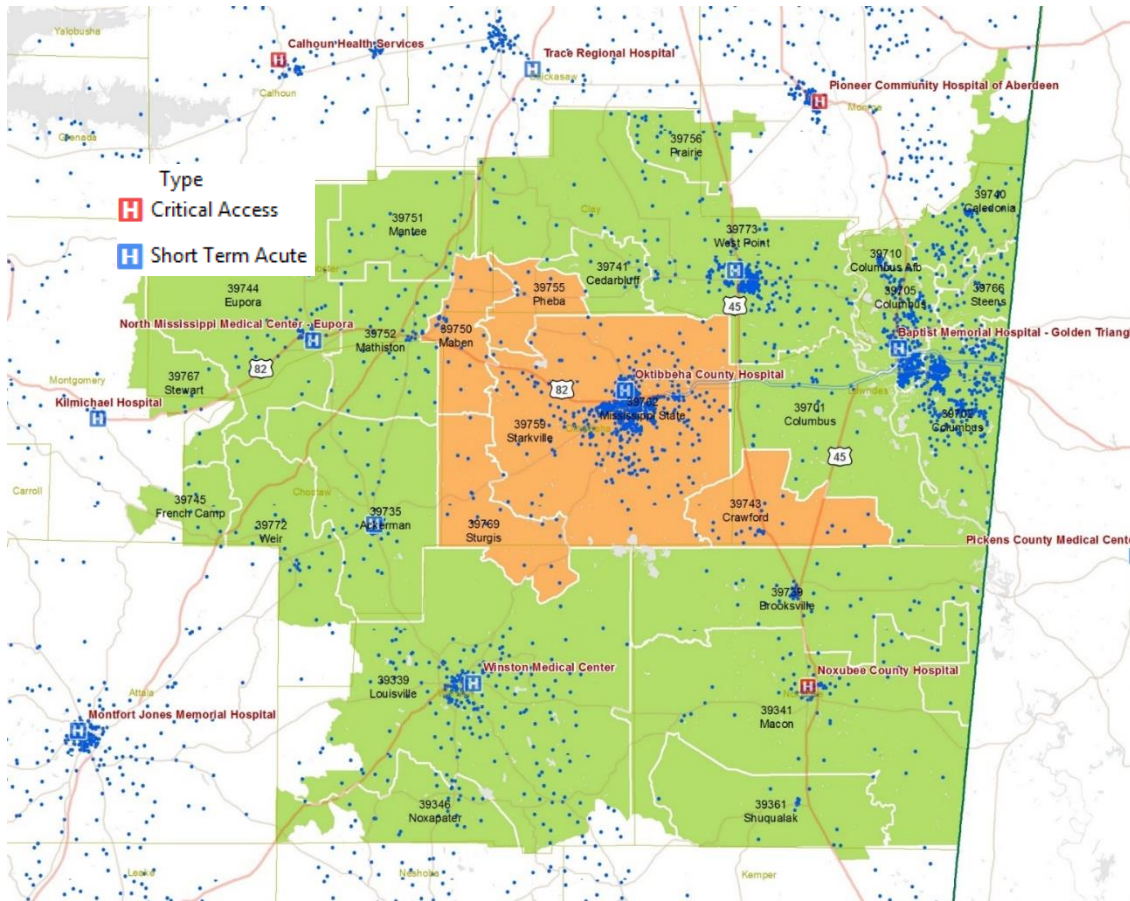 Yalobusha
Calhoun Health Services
Trace Regional Hospital
Chickasaw
Calhoun
Pioneer Community Hospital of Aberdeen
Monroe
Grenada
39756
Prairie
Type
Critical Access
Short Term Acute
39740
Caledonia
Clay
39751
Mantee
39773
West Point
39710
Columbus Afb
39741
Cedarbluff
39744
Eupora
39755
Pheba
39705
Columbus
39766
Steens
45
North Mississippi Medical Center - Eupora
39752
Mathiston
39750
Maben
Baptist Memorial Hospital - Golden Triang
82
Oktibbeha County Hospital
Montgomery
39767
Stewart
82
39762
Mississippi State
Lowndes
Kilmichael Hospital
39759
Starkville
39701
Columbus
39702
Columbus
45
Carroll
Choctaw
39745
French Camp
39735
Ackerman
39743
Crawford
39772
Weir
39769
Sturgis
Pickens County Medical Cente
39739
Brooksville
Winston Medical Center
Noxubee County Hospital
39339
Louisville
Attala
39341
Macon
Montfort Jones Memorial Hospital
39346
Noxapater
39361
Shuqualak
Leake
Neshoba
Kemper